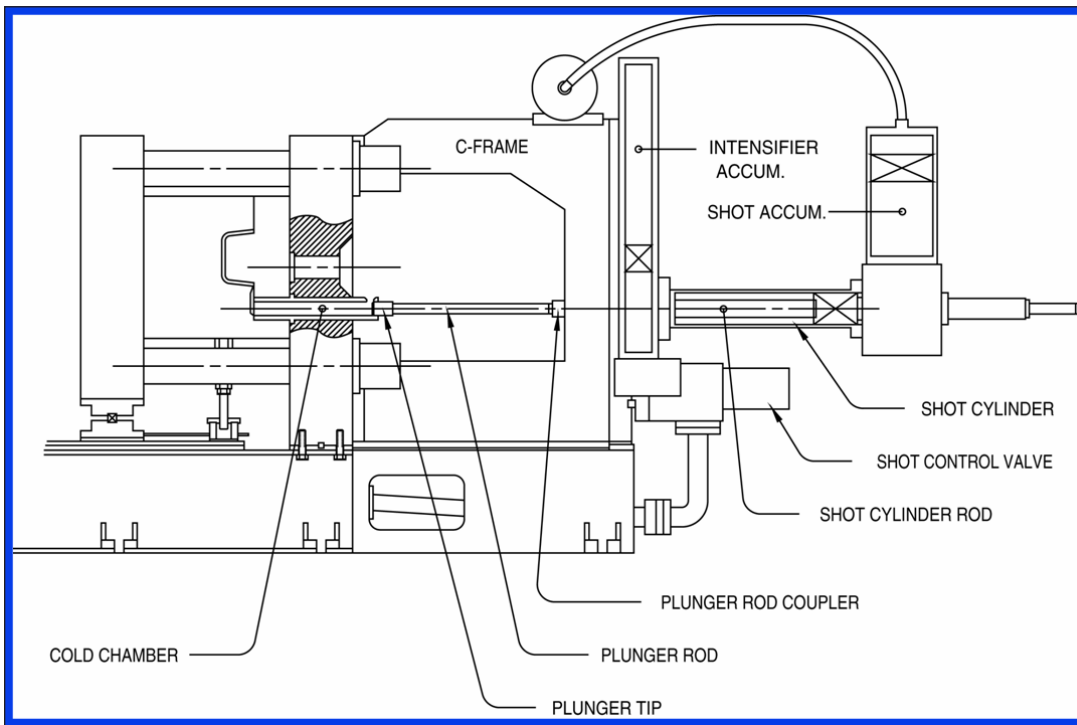 C-FRAME
INTENSIFIER
ACCUM.
SHOT ACCUM.
SHOT CYLINDER
SHOT CONTROL VALVE
SHOT CYLINDER ROD
PLUNGER ROD COUPLER
COLD CHAMBER
PLUNGER ROD
PLUNGER TIP